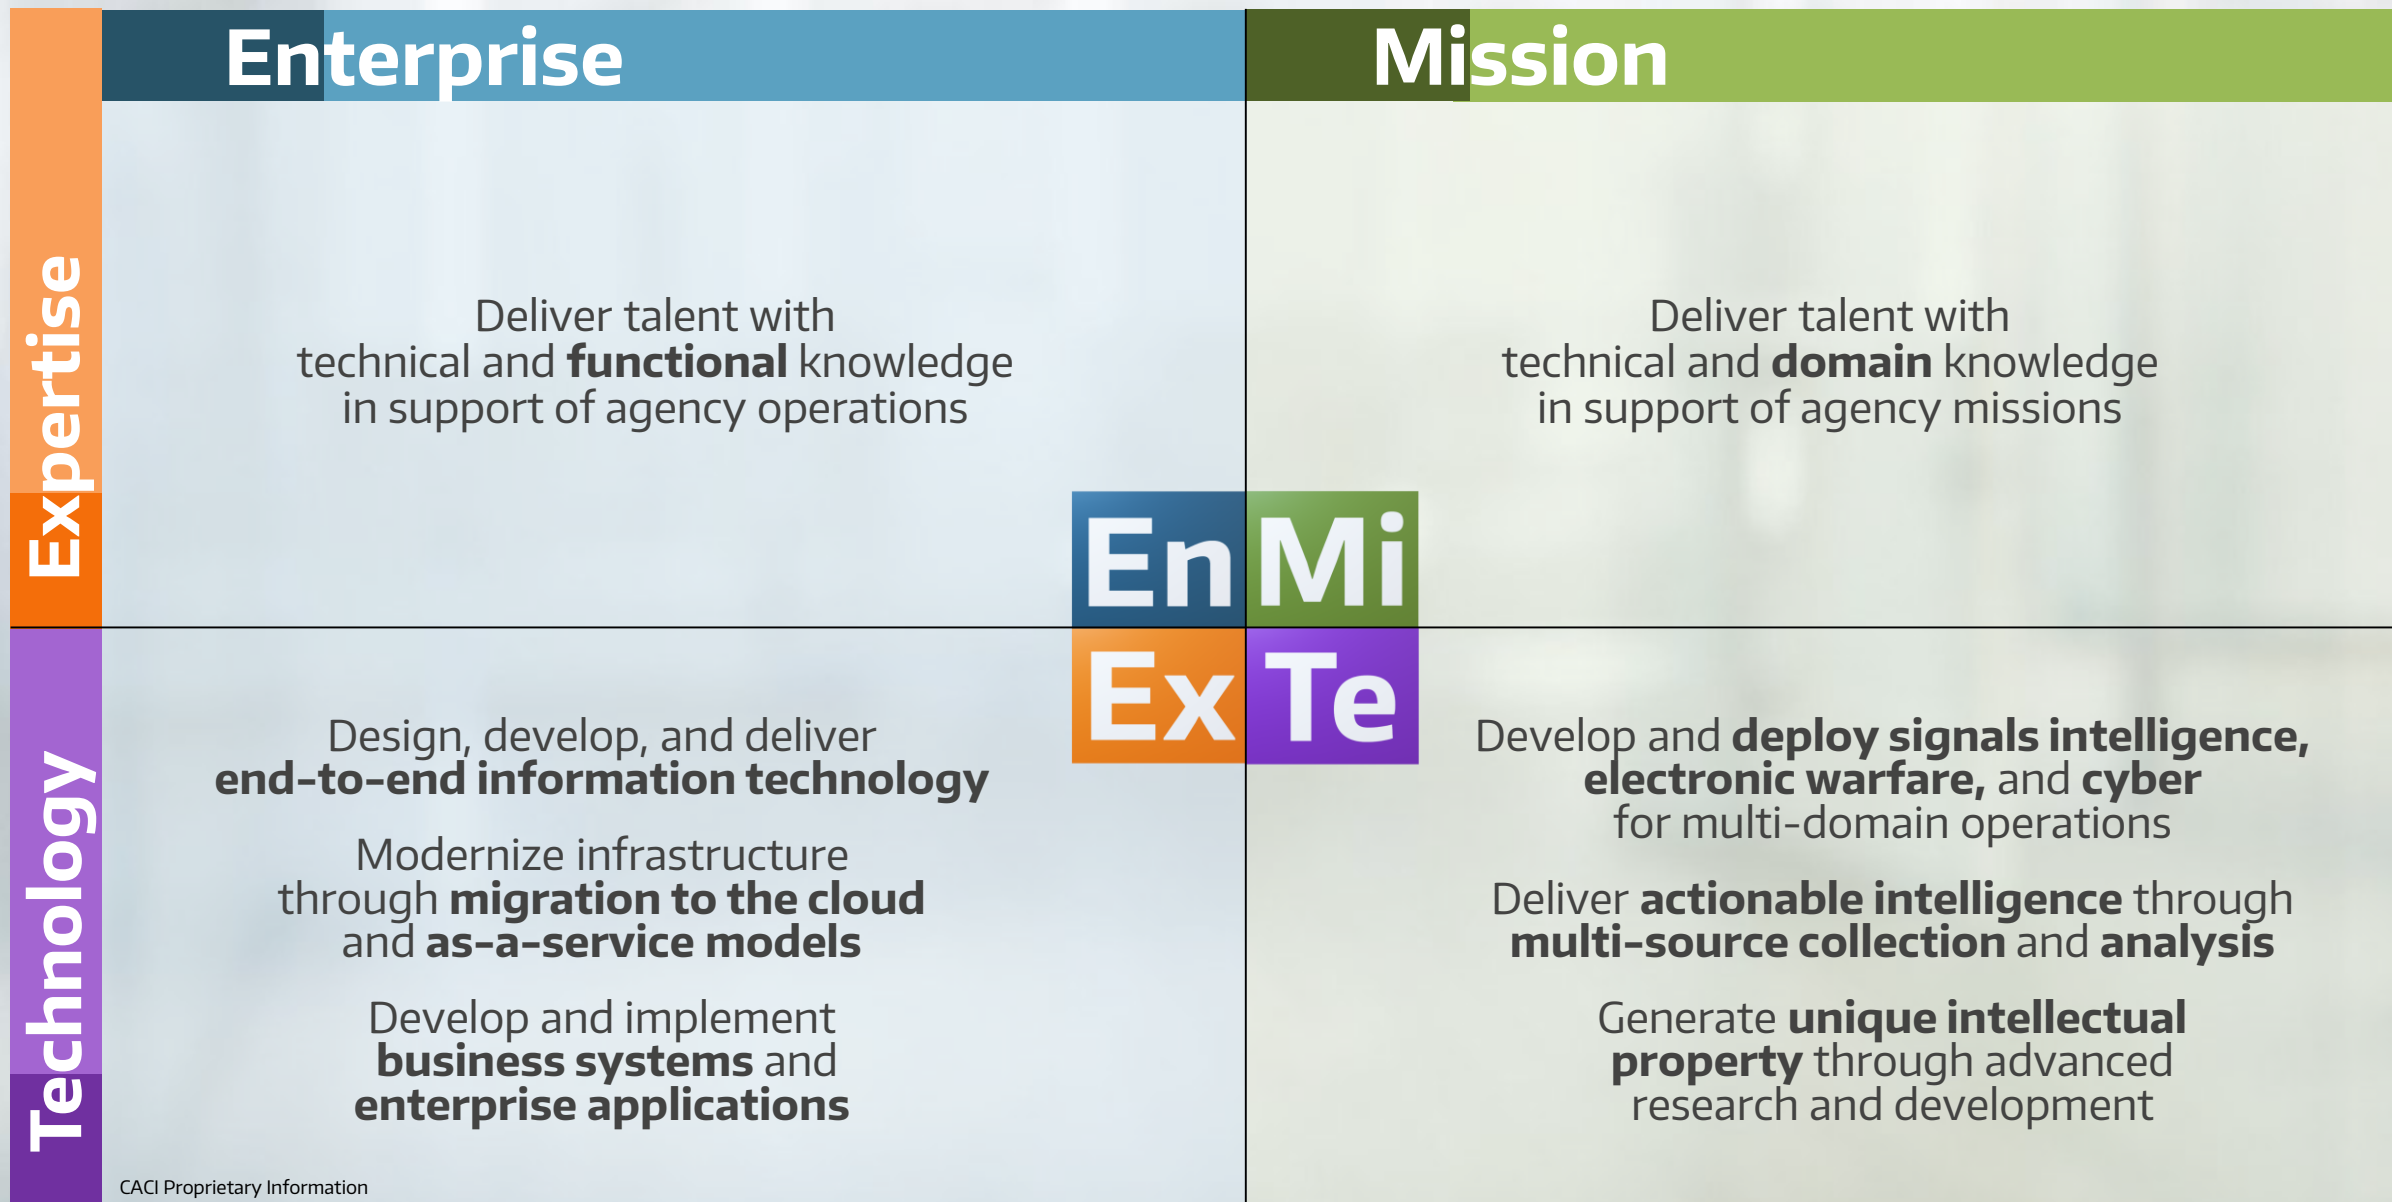 Enterprise
Mission
Expertise
Deliver talent with
technical and functional knowledge
in support of agency operations
Deliver talent with
technical and domain knowledge
in support of agency missions
En
Mi
Ex
Te
Technology
Design, develop, and deliver
end-to-end information technology
Modernize infrastructure
through migration to the cloud
and as-a-service models
Develop and implement
business systems and
enterprise applications
Develop and deploy signals intelligence,
electronic warfare, and cyber
for multi-domain operations
Deliver actionable intelligence through
multi-source collection and analysis
Generate unique intellectual
property through advanced
research and development
CACI Proprietary Information